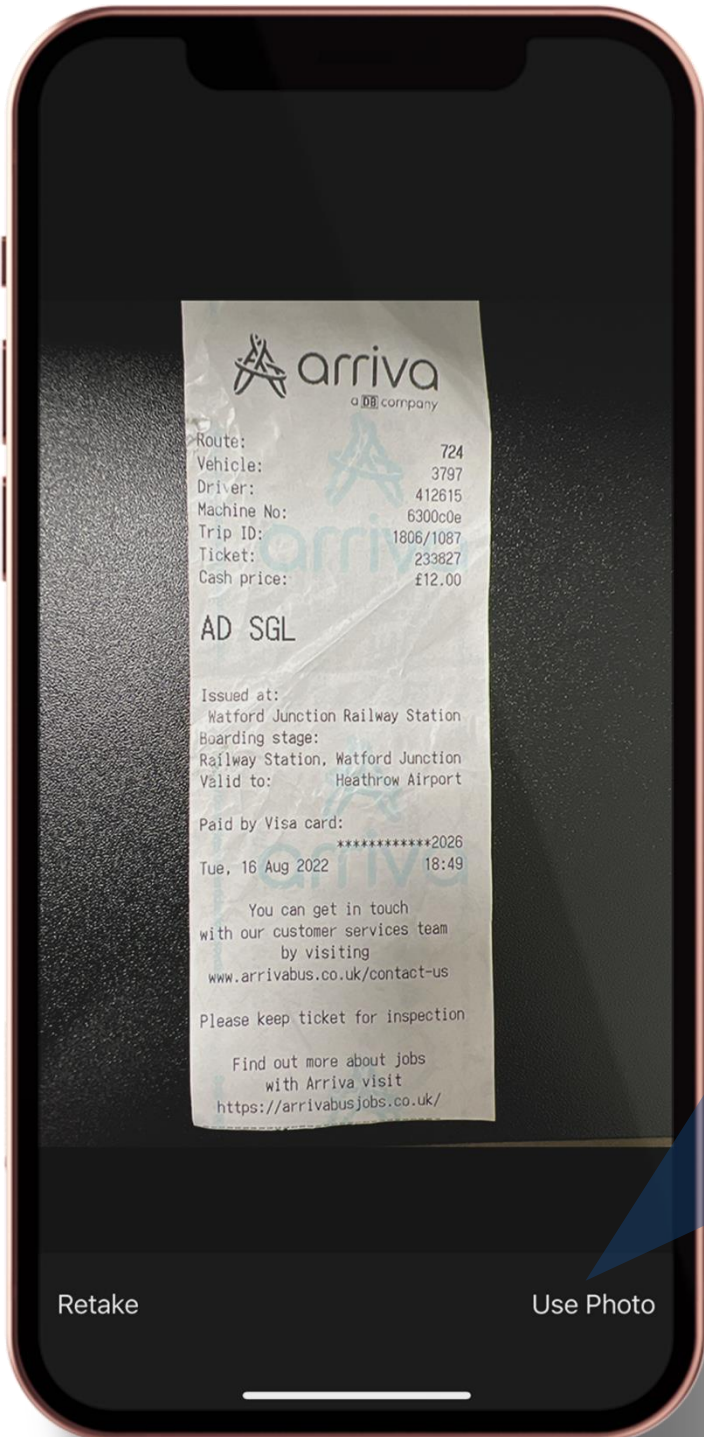 arriva
a DB company
Route: 724
Vehicle: 3797
Driver: 412615
Machine No: 6300c0e
Trip ID: 1806/1087
Ticket: 233827
Cash price: £12.00
AD SGL
Issued at:
Watford Junction Railway Station
Boarding stage:
Railway Station, Watford Junction
Valid to: Heathrow Airport
Paid by Visa card:
************2026
Tue, 16 Aug 2022 18:49
You can get in touch
with our customer services team
by visiting
www.arrivabus.co.uk/contact-us
Please keep ticket for inspection
Find out more about jobs
with Arriva visit
https://arrivabusjobs.co.uk/
arriva
arriva
Retake Use Photo